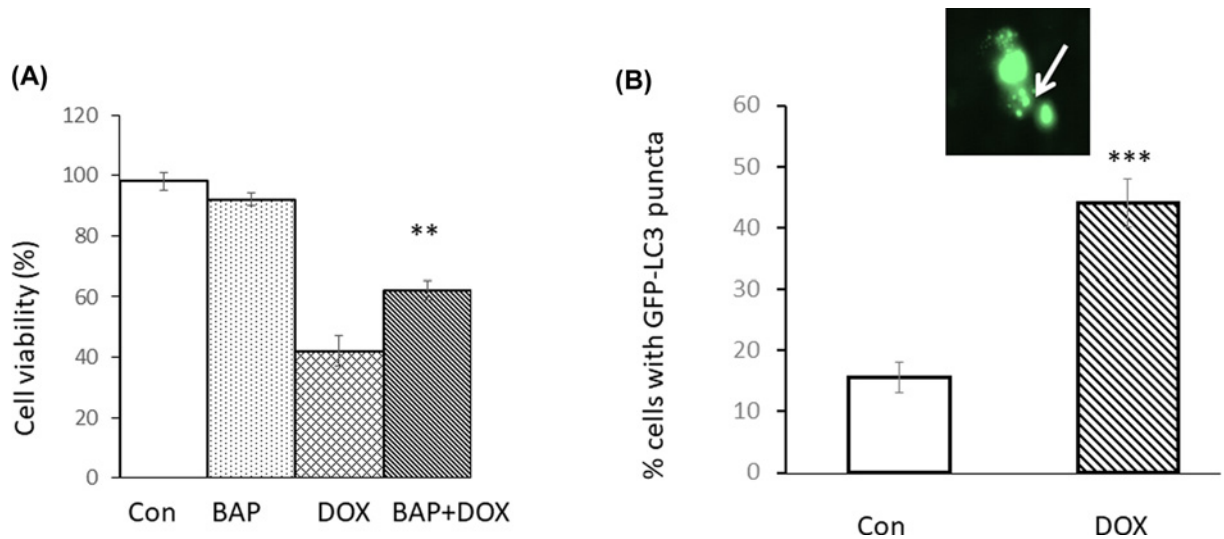 (A)
Cell viability (%)
120
100
80
60
40
20
0
**
Con BAP DOX BAP+DOX
(B)
% cells with GFP-LC3 puncta
60
50
40
30
20
10
0
***
Con DOX